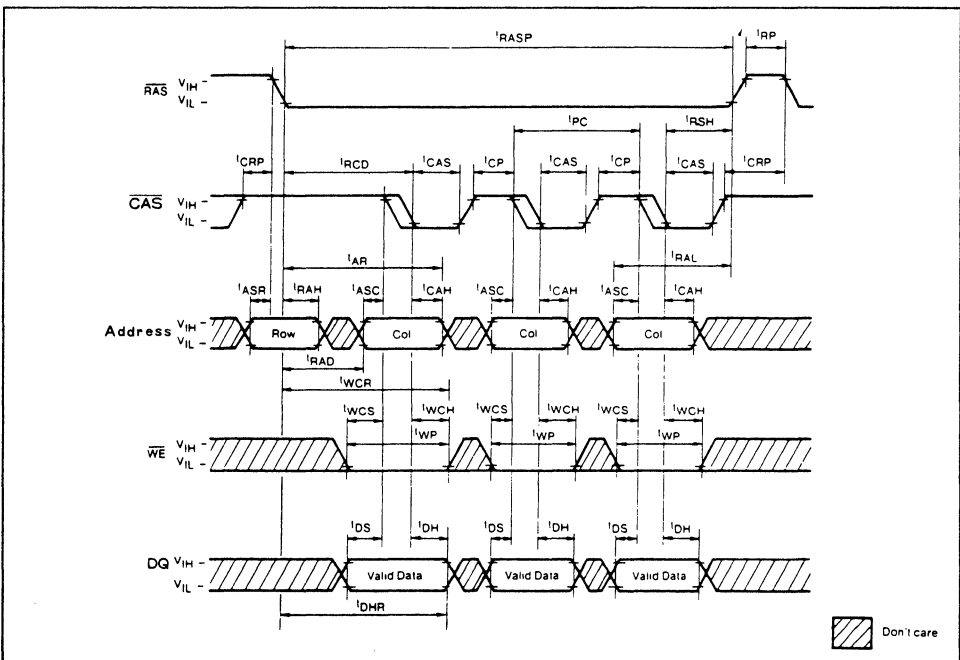 tRASP tRP
RAS VIH –
VIL –
tPC tRSH
tCRP tRCD tCAS tCP tCAS tCP tCAS tCRP
CAS VIH –
VIL –
tAR tRAL
tASR tRAH tASC tCAH tASC tCAH tASC tCAH
Address VIH –
VIL –
Row Col Col Col
tRAD
tWCR
tWCS tWCH tWCS tWCH tWCS tWCH
tWP tWP tWP
WE VIH –
VIL –
tDS tDH tDS tDH tDS tDH
DQ VIH –
VIL –
Valid Data Valid Data Valid Data
tDHR
Don't care